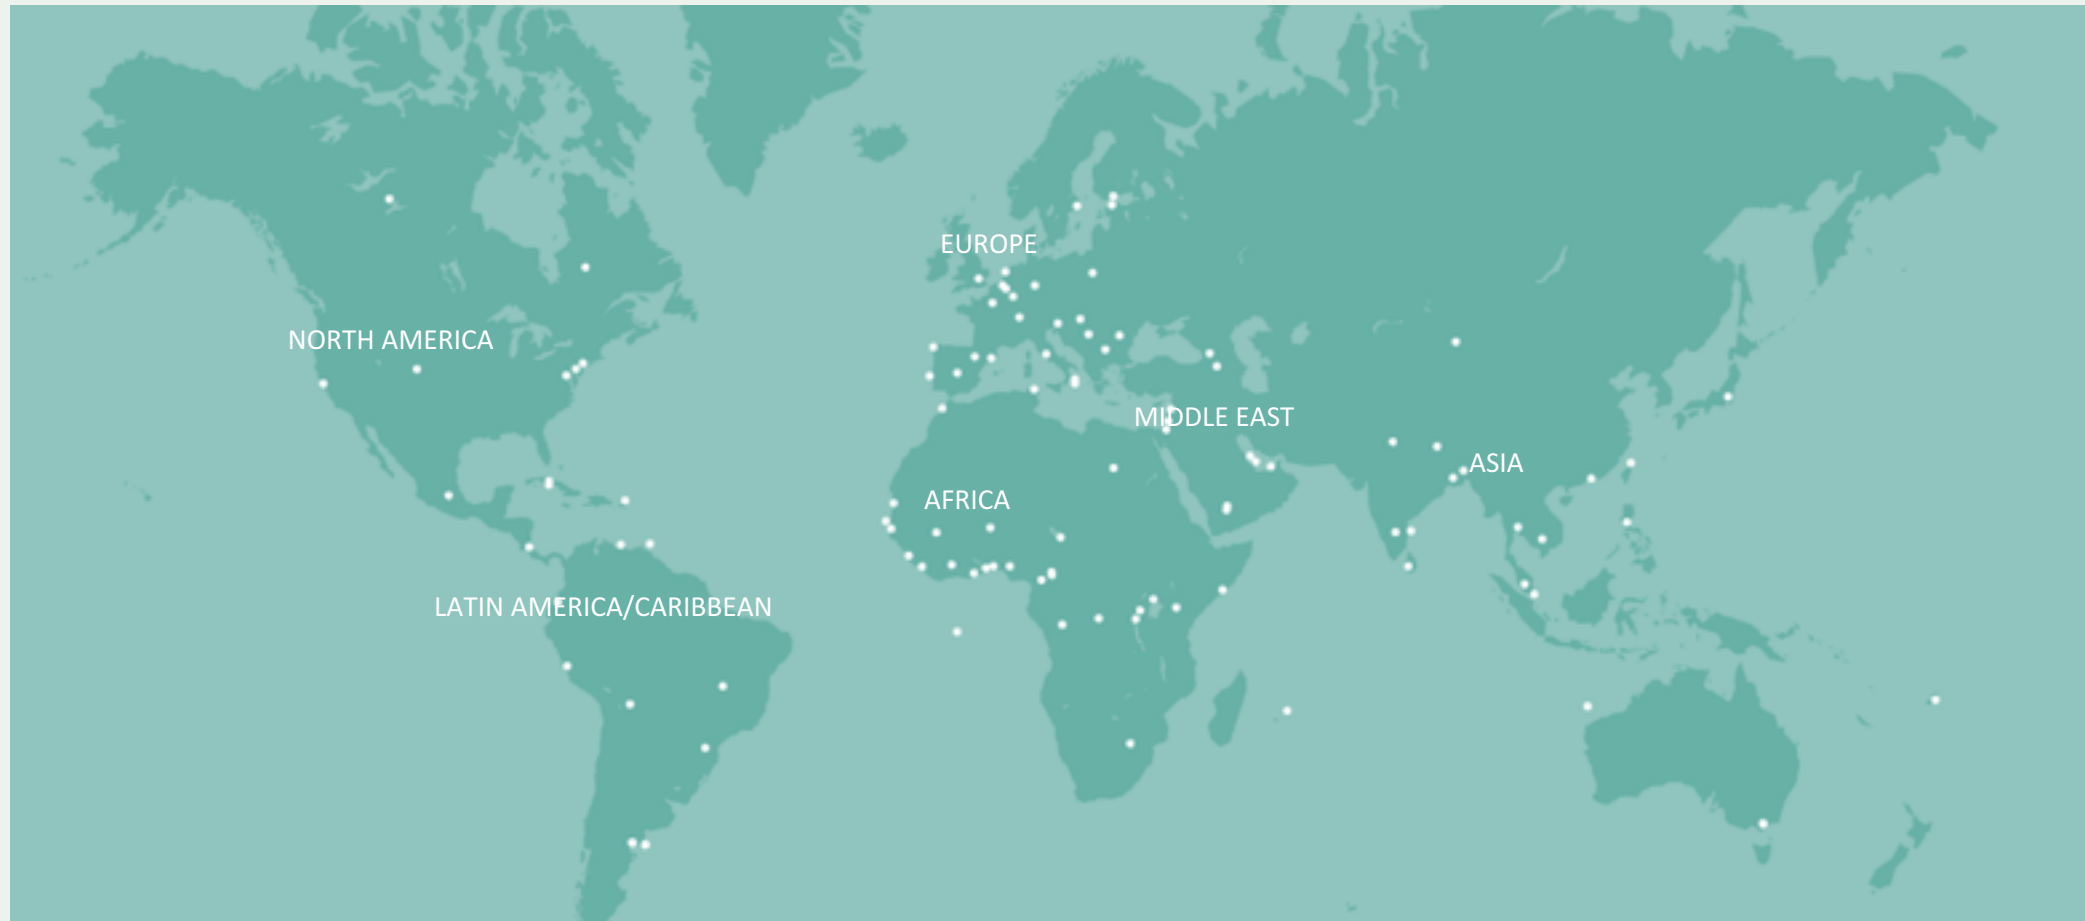 EUROPE
NORTH AMERICA
MIDDLE EAST
ASIA
AFRICA
LATIN AMERICA/CARIBBEAN